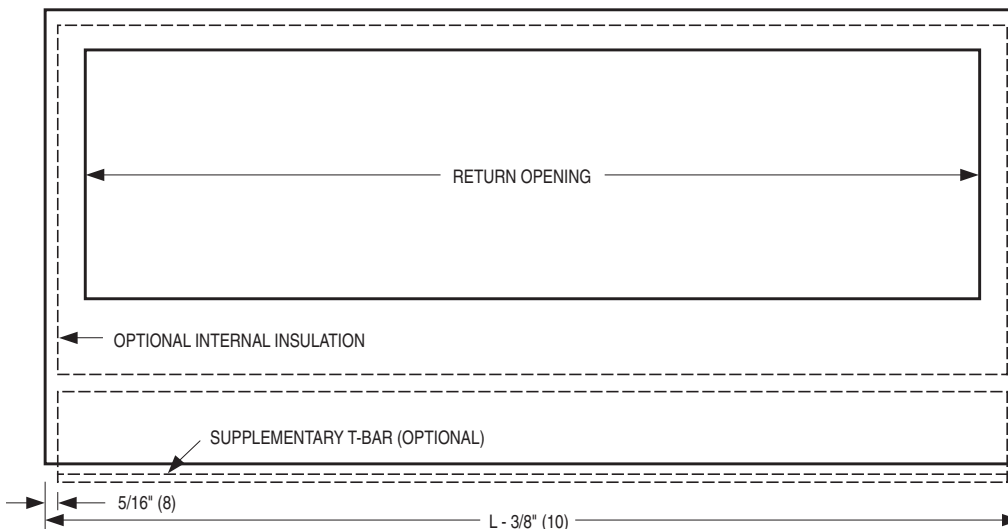 RETURN OPENING
OPTIONAL INTERNAL INSULATION
SUPPLEMENTARY T-BAR (OPTIONAL)
5/16" (8)
L - 3/8" (10)